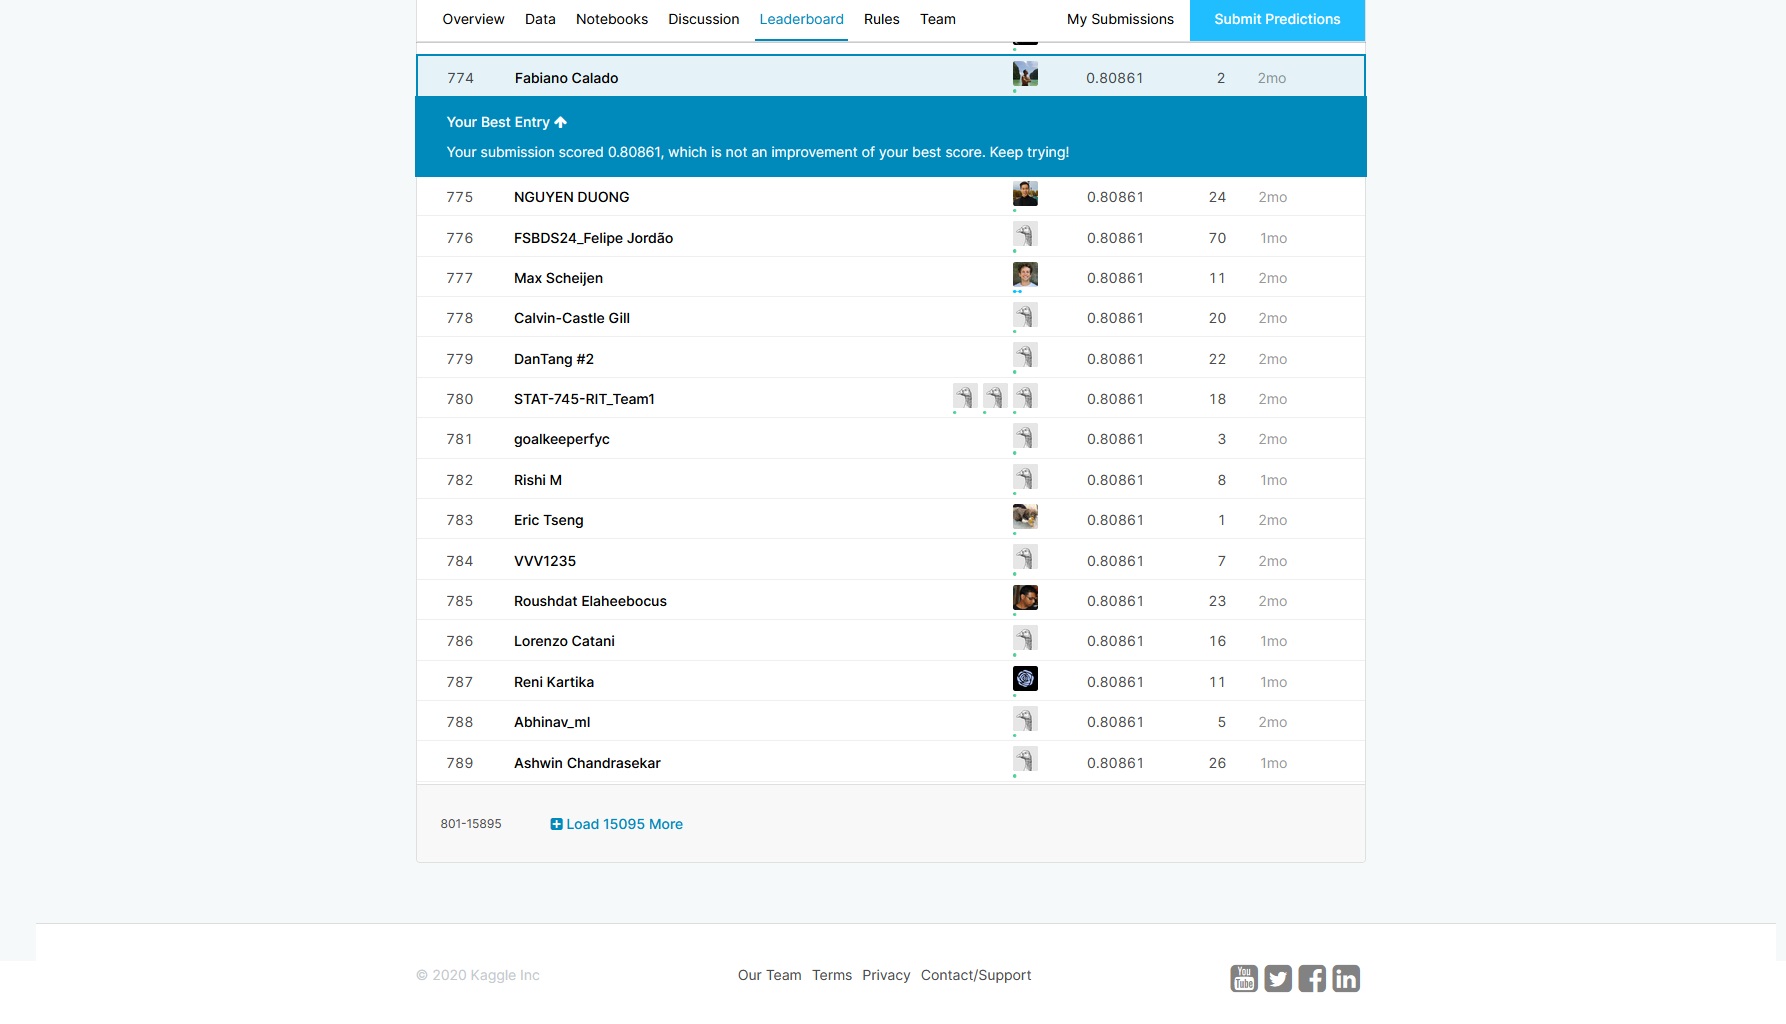 Overview Data Notebooks Discussion Leaderboard Rules Team My Submissions Submit Predictions
774 Fabiano Calado 0.80861 2 2mo
Your Best Entry
Your submission scored 0.80861, which is not an improvement of your best score. Keep trying!
775 NGUYEN DUONG 0.80861 24 2mo
776 FSBDS24_Felipe Jordão 0.80861 70 1mo
777 Max Scheijen 0.80861 11 2mo
778 Calvin-Castle Gill 0.80861 20 2mo
779 DanTang #2 0.80861 22 2mo
780 STAT-745-RIT_Team1 0.80861 18 2mo
781 goalkeeperfyc 0.80861 3 2mo
782 Rishi M 0.80861 8 1mo
783 Eric Tseng 0.80861 1 2mo
784 VVV1235 0.80861 7 2mo
785 Roushdat Elaheebocus 0.80861 23 2mo
786 Lorenzo Catani 0.80861 16 1mo
787 Reni Kartika 0.80861 11 1mo
788 Abhinav_ml 0.80861 5 2mo
789 Ashwin Chandrasekar 0.80861 26 1mo
801-15895 Load 15095 More
© 2020 Kaggle Inc Our Team Terms Privacy Contact/Support You Tube in